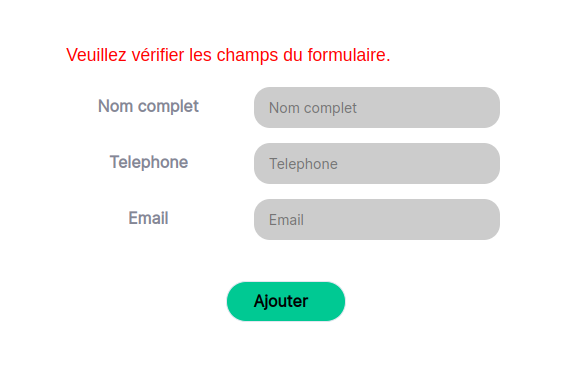 Veuillez vérifier les champs du formulaire.
Nom complet Nom complet
Telephone Telephone
Email Email
Ajouter